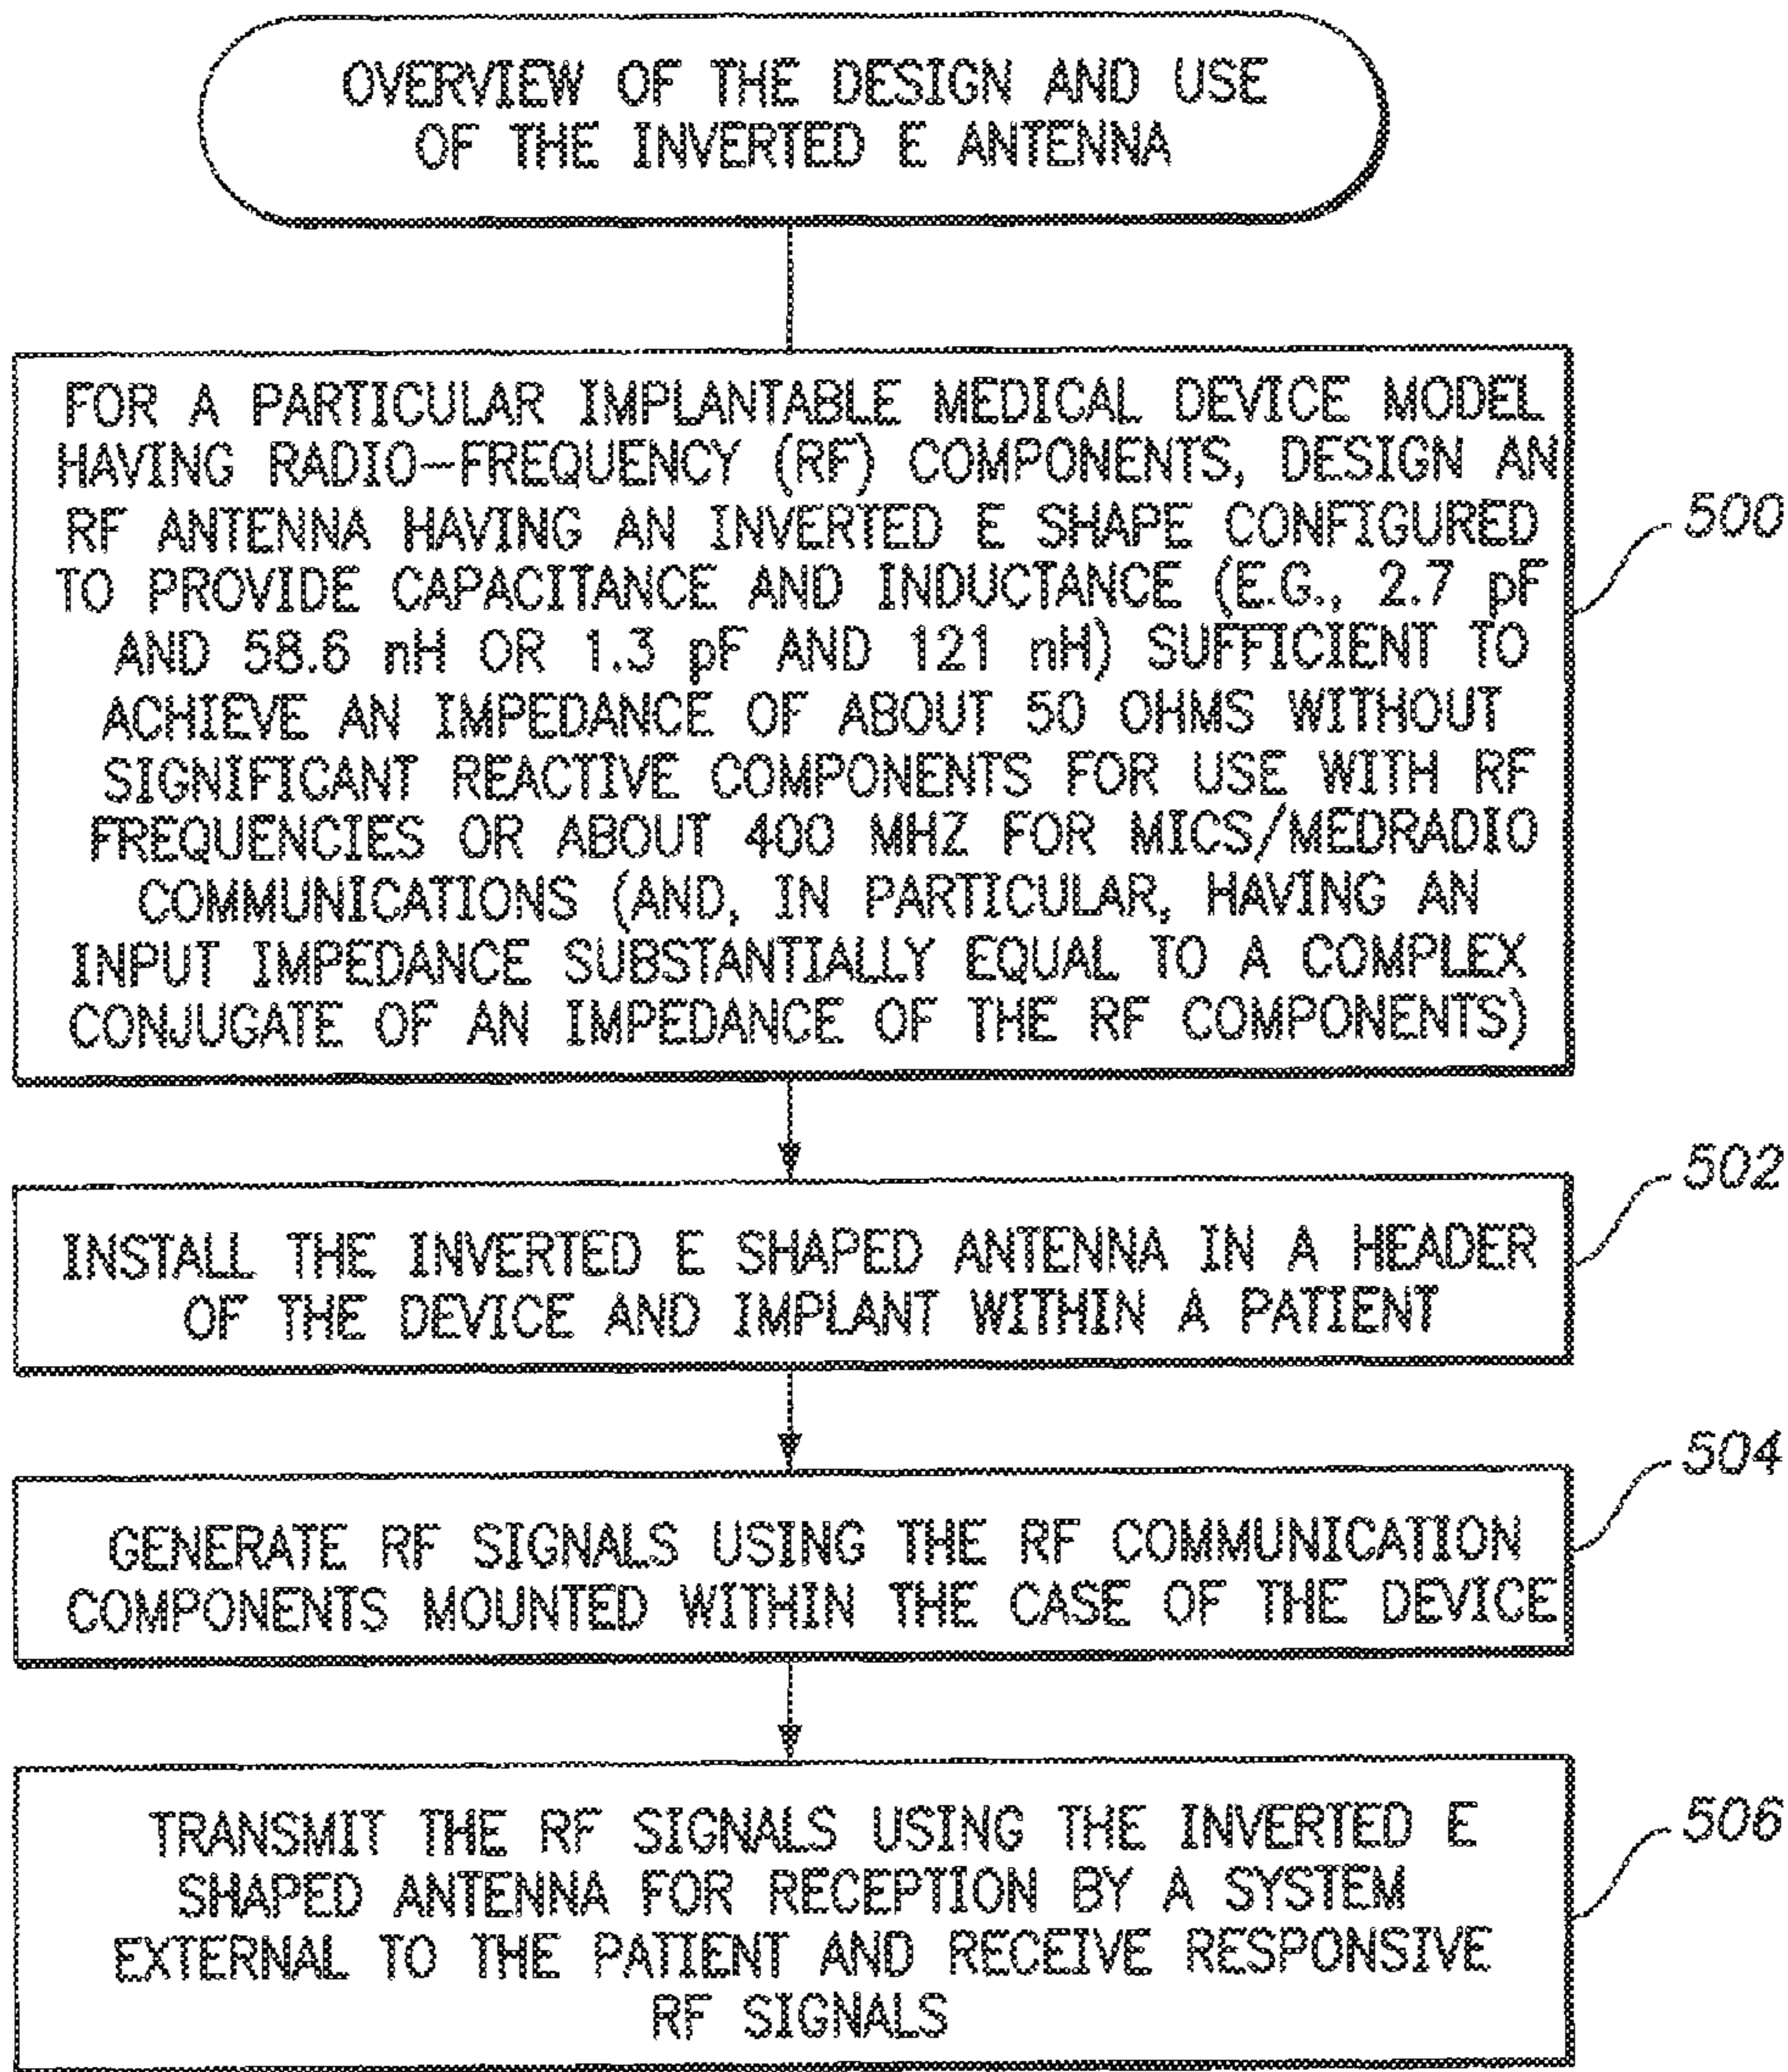 OVERVIEW OF THE DESIGN AND USE
OF THE INVERTED E ANTENNA
FOR A PARTICULAR IMPLANTABLE MEDICAL DEVICE MODEL
HAVING RADIO-FREQUENCY (RF) COMPONENTS, DESIGN AN
RF ANTENNA HAVING AN INVERTED E SHAPE CONFIGURED
TO PROVIDE CAPACITANCE AND INDUCTANCE (E.G., 2.7 pF
AND 58.6 nH OR 1.3 pF AND 121 nH) SUFFICIENT TO
ACHIEVE AN IMPEDANCE OF ABOUT 50 OHMS WITHOUT
SIGNIFICANT REACTIVE COMPONENTS FOR USE WITH RF
FREQUENCIES OR ABOUT 400 MHZ FOR MICS/MEDRADIO
COMMUNICATIONS (AND, IN PARTICULAR, HAVING AN
INPUT IMPEDANCE SUBSTANTIALLY EQUAL TO A COMPLEX
CONJUGATE OF AN IMPEDANCE OF THE RF COMPONENTS)
500
INSTALL THE INVERTED E SHAPED ANTENNA IN A HEADER
OF THE DEVICE AND IMPLANT WITHIN A PATIENT
502
GENERATE RF SIGNALS USING THE RF COMMUNICATION
COMPONENTS MOUNTED WITHIN THE CASE OF THE DEVICE
504
TRANSMIT THE RF SIGNALS USING THE INVERTED E
SHAPED ANTENNA FOR RECEPTION BY A SYSTEM
EXTERNAL TO THE PATIENT AND RECEIVE RESPONSIVE
RF SIGNALS
506